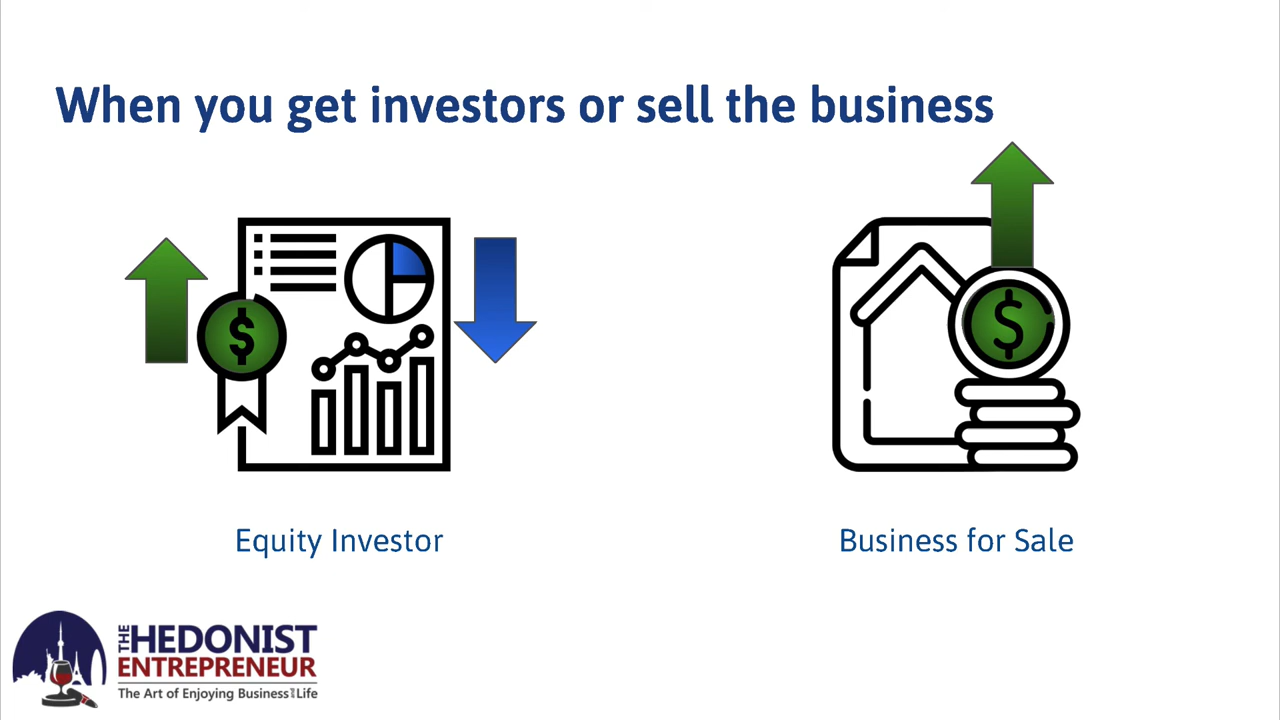 When you get investors or sell the business
$
$
Equity Investor
Business for Sale
THE HEDONIST
ENTREPRENEUR
The Art of Enjoying Business and Life